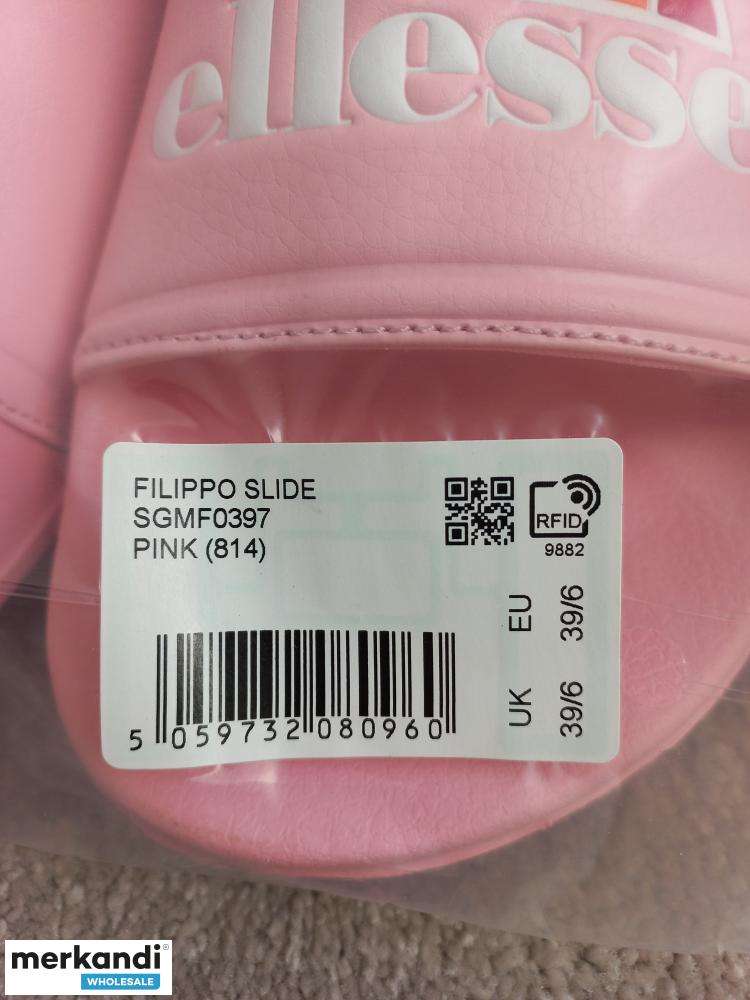 ellesse
FILIPPO SLIDE
SGMF0397
PINK (814)
RFID
9882
EU 39/6
UK 39/6
5 059732 080960
merkandi
WHOLESALE